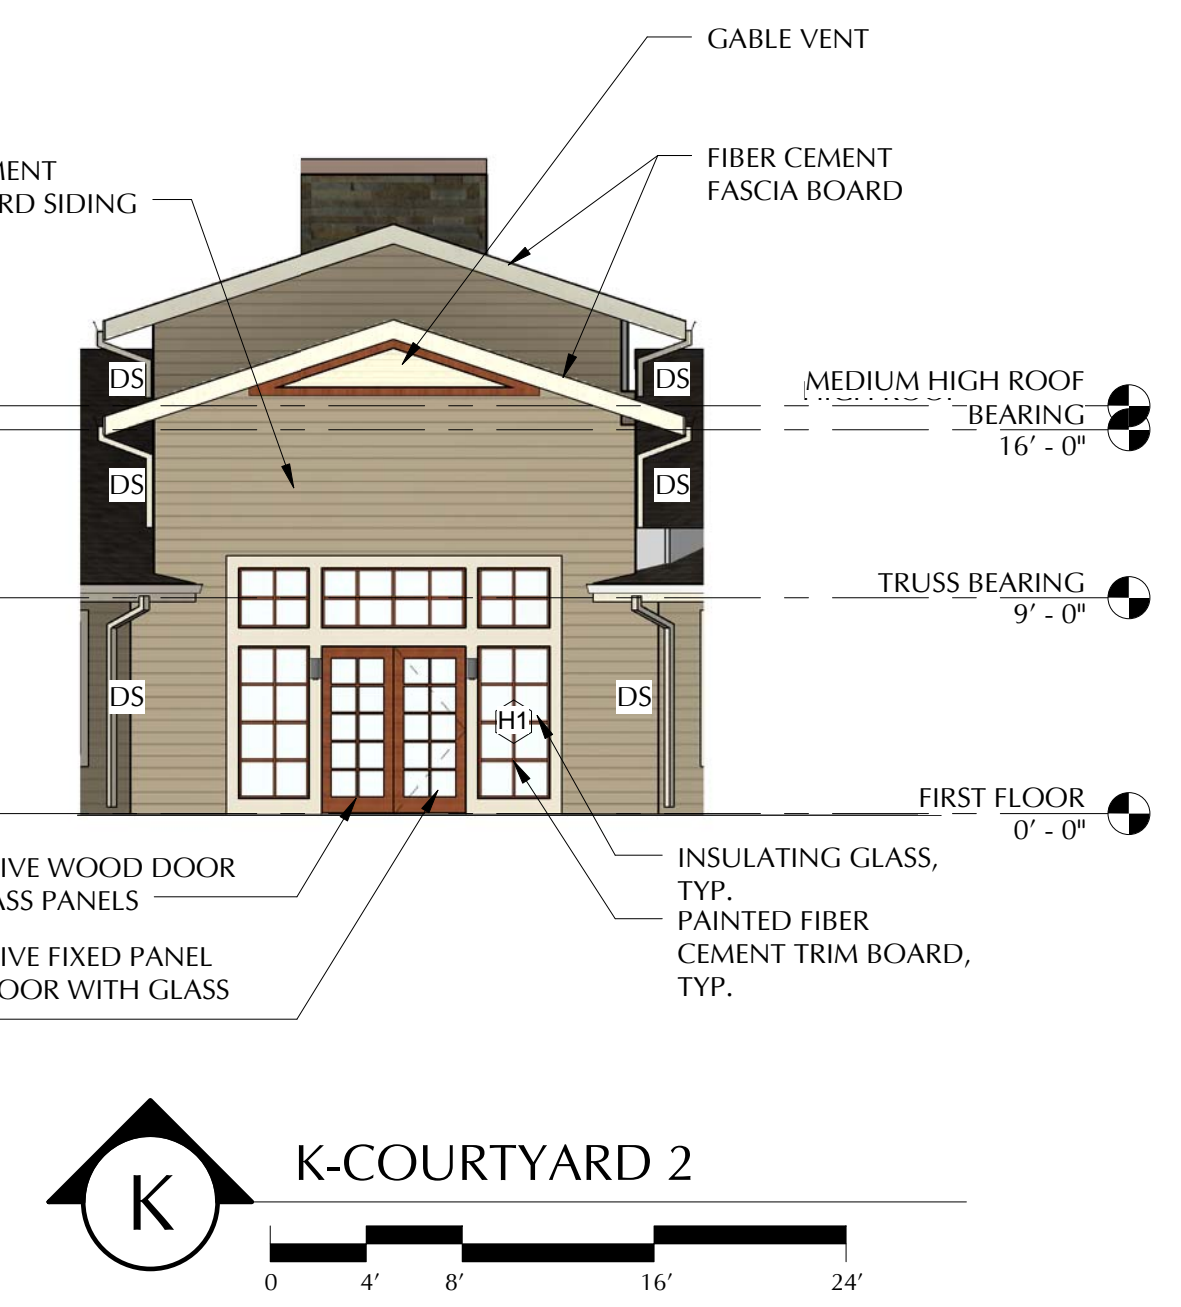 GABLE VENT
FIBER CEMENT
FASCIA BOARD
RD SIDING
DS
DS
MEDIUM HIGH ROOF
BEARING
16' - 0"
DS
DS
TRUSS BEARING
9' - 0"
DS
DS
H1
FIRST FLOOR
0' - 0"
INSULATING GLASS,
TYP.
PAINTED FIBER
CEMENT TRIM BOARD,
TYP.
IVE WOOD DOOR
ASS PANELS
IVE FIXED PANEL
OOR WITH GLASS
K
K-COURTYARD 2
0 4' 8' 16' 24'